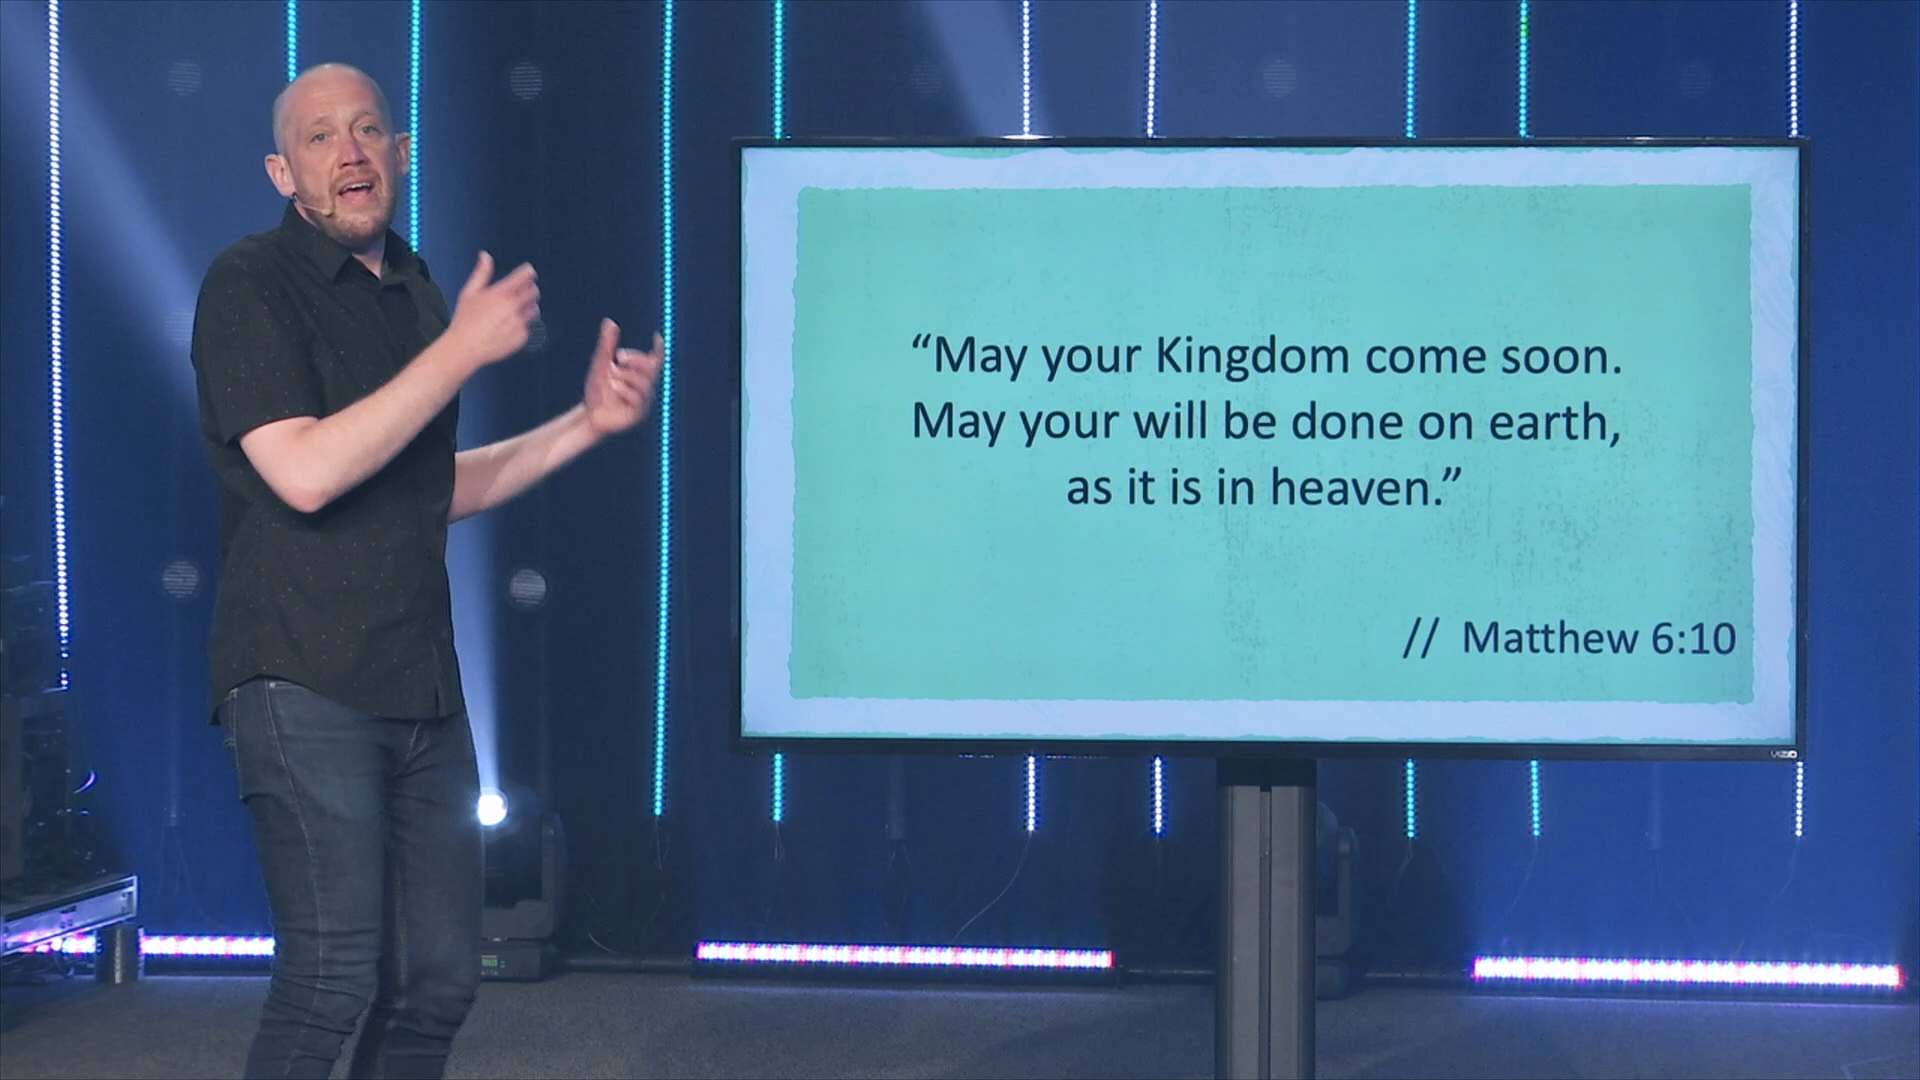 “May your Kingdom come soon.
May your will be done on earth,
as it is in heaven.”
// Matthew 6:10
VIZIO